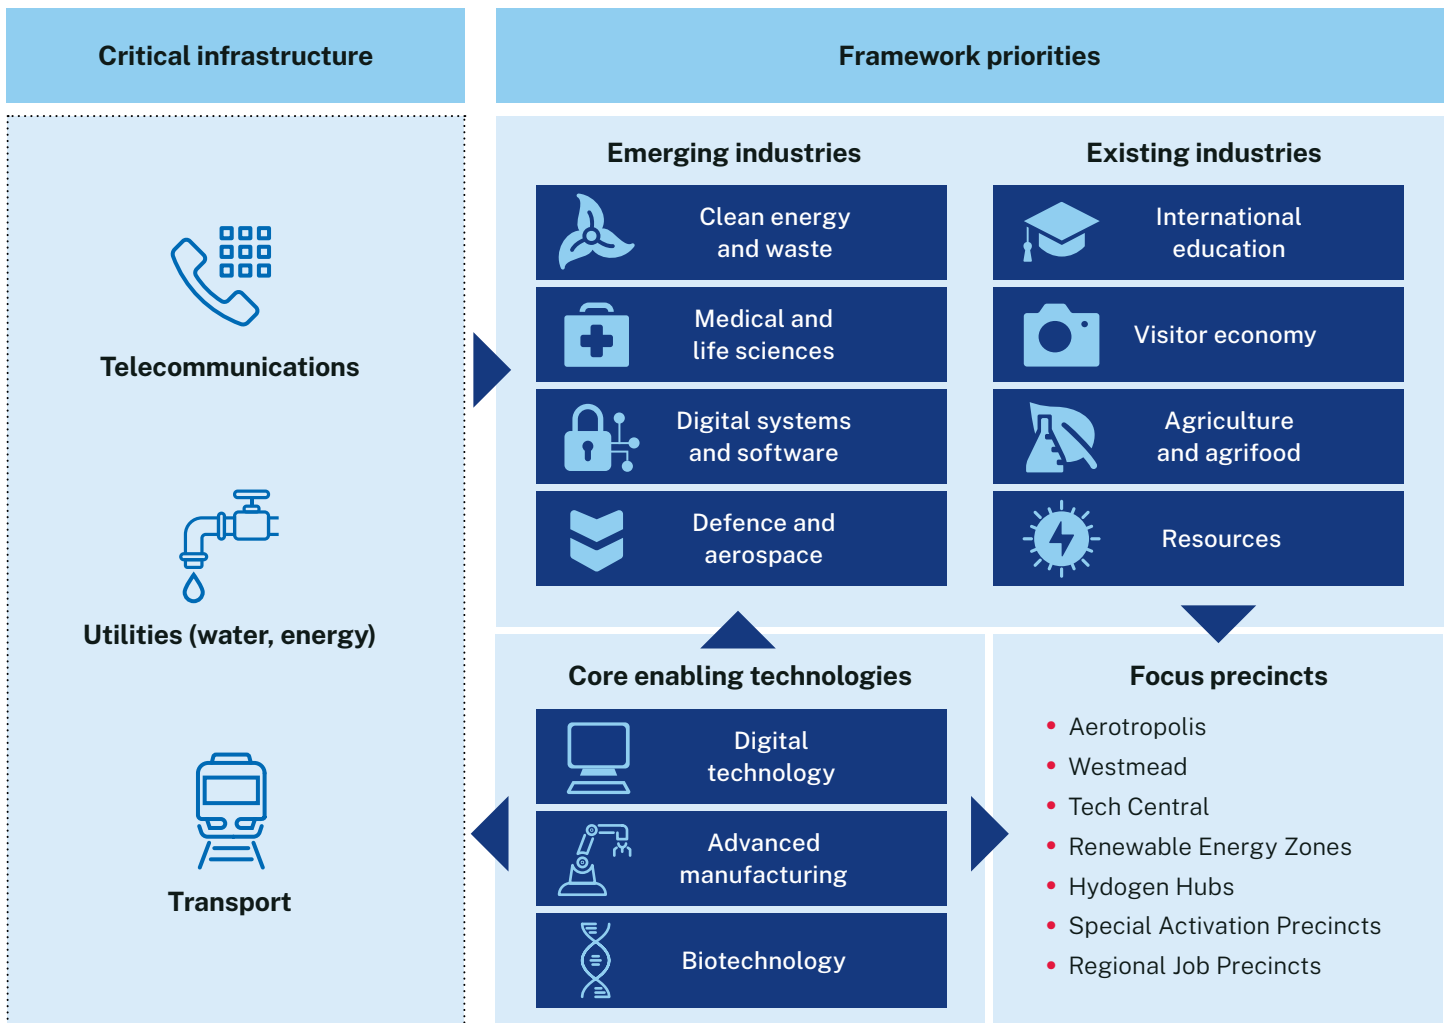 Critical infrastructure
Telecommunications
Utilities (water, energy)
Transport
Framework priorities
Emerging industries
Clean energy
and waste
Medical and
life sciences
Digital systems
and software
Defence and
aerospace
Existing industries
International
education
Visitor economy
Agriculture
and agrifood
Resources
Core enabling technologies
Digital
technology
Advanced
manufacturing
Biotechnology
Focus precincts
• Aerotropolis
• Westmead
• Tech Central
• Renewable Energy Zones
• Hydogen Hubs
• Special Activation Precincts
• Regional Job Precincts